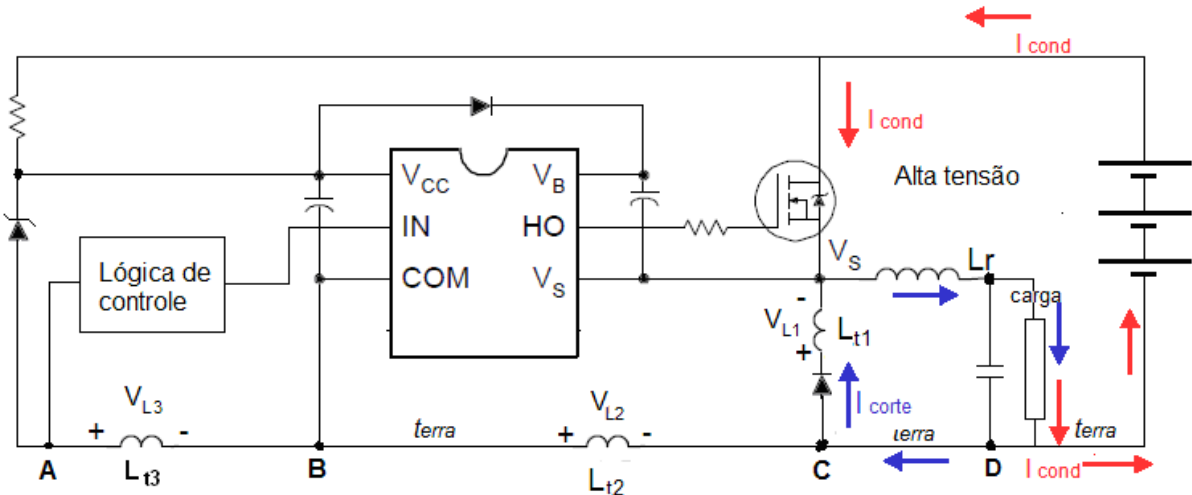 I cond
I cond
Alta tensão
VCC
VB
IN
HO
COM
VS
VS
Lr
carga
Lógica de
controle
-
VL1
Lt1
+
I corte
VL3
+ -
Lt3
VL2
+ -
Lt2
terra
terra
A
B
C
D
I cond